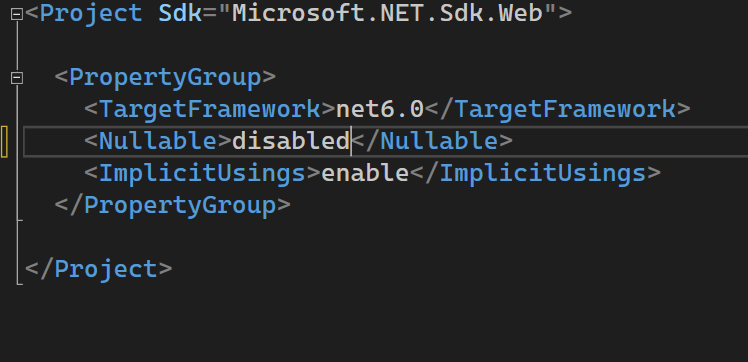 <Project Sdk="Microsoft.NET.Sdk.Web">
<PropertyGroup>
<TargetFramework>net6.0</TargetFramework>
<Nullable>disabled</Nullable>
<ImplicitUsings>enable</ImplicitUsings>
</PropertyGroup>
</Project>